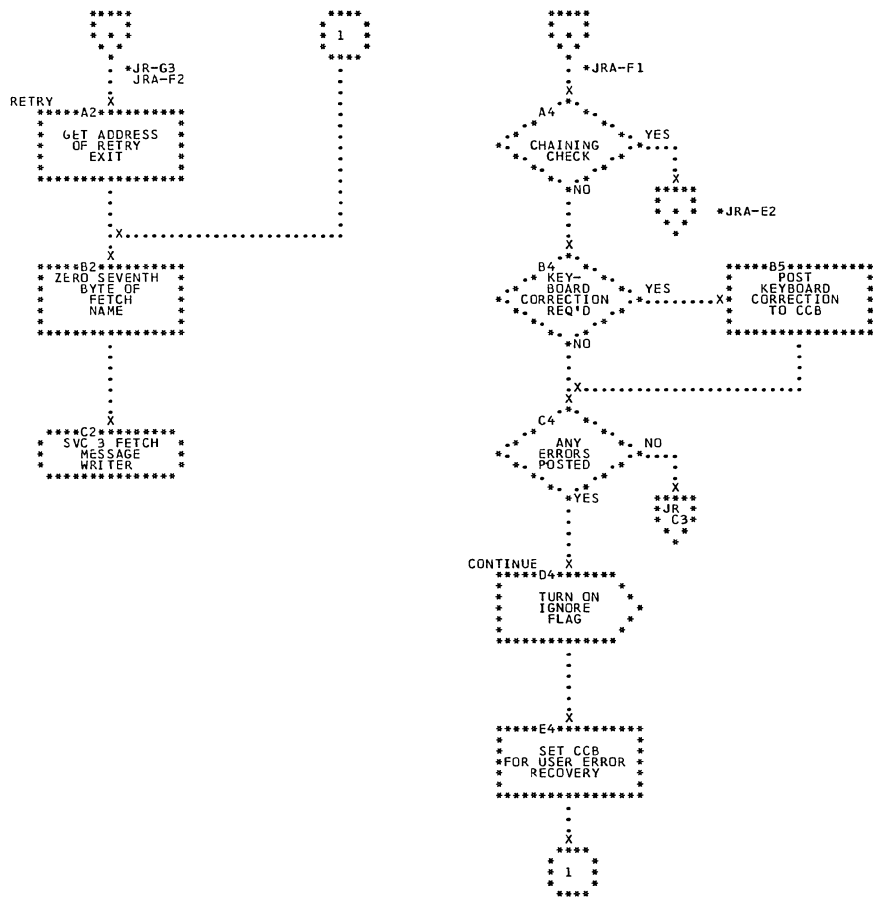 1
*JR-G3
JRA-F2
RETRY
X
A2
GET ADDRESS
OF RETRY
EXIT
X
X
B2
ZERO SEVENTH
BYTE OF
FETCH
NAME
X
C2
SVC 3 FETCH
MESSAGE
WRITER
*JRA-F1
X
A4
CHAINING
CHECK
YES
X
*JRA-E2
NO
X
B4
KEY-
BOARD
CORRECTION
REQ'D
YES
X
B5
POST
KEYBOARD
CORRECTION
TO CCB
NO
X
X
C4
ANY
ERRORS
POSTED
NO
X
JR
C3
YES
CONTINUE
X
D4
TURN ON
IGNORE
FLAG
X
E4
SET CCB
FOR USER ERROR
RECOVERY
X
1